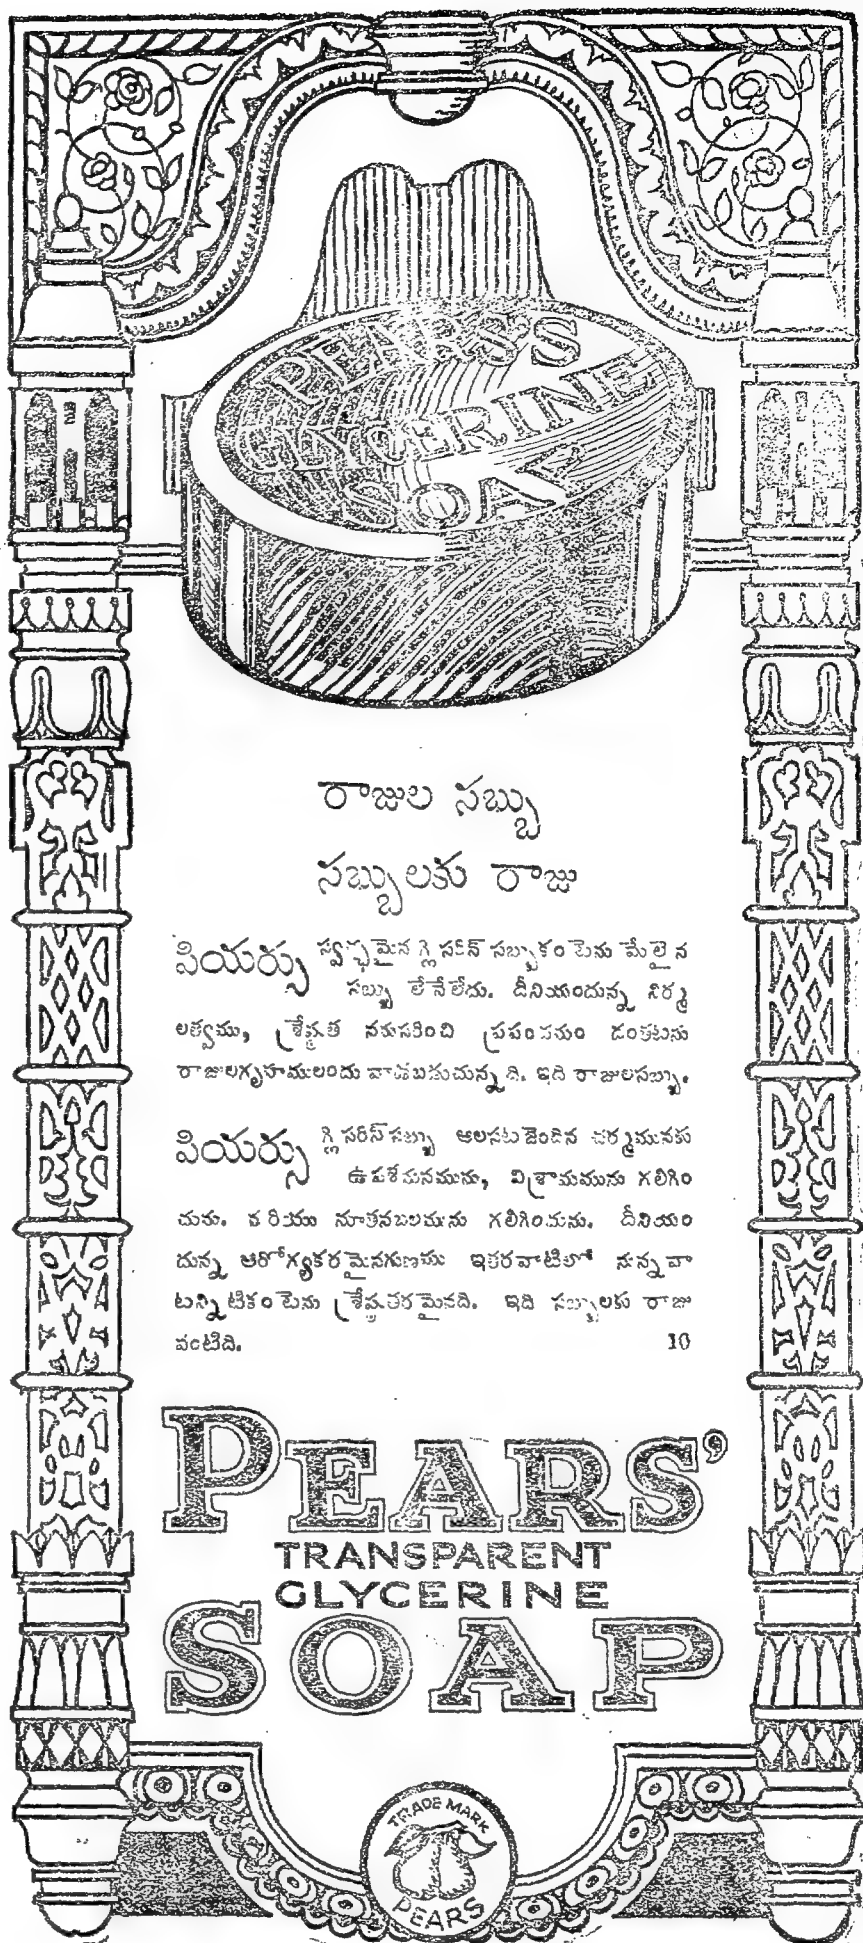 PEARS'S
GLYCERINE
SOAP
రాజుల సబ్బు
సబ్బులకు రాజు
పియర్సు స్వచ్ఛమైన గ్లిసరిన్ సబ్బుకంటెను మేలైన
సబ్బు లేనేలేదు. దీనియందున్న నిర్మ
లత్వము, శ్రేష్ఠత ననుసరించి ప్రపంచము డంతటను
రాజులగృహములందు వాడబడుచున్నది. ఇది రాజులసబ్బు.
పియర్సు గ్లిసరిన్ సబ్బు ఆలసటజెందిన చర్మమునకు
ఉపశమనమును, విశ్రామమును గలిగిం
చును. మరియు నూతనబలమును గలిగించును. దీనియం
దున్న ఆరోగ్యకరమైనగుణము ఇతరవాటిలో నున్నవా
టన్నిటికంటెను శ్రేష్ఠతరమైనది. ఇది సబ్బులకు రాజు
వంటిది. 10
PEARS'
TRANSPARENT
GLYCERINE
SOAP
TRADE MARK
PEARS